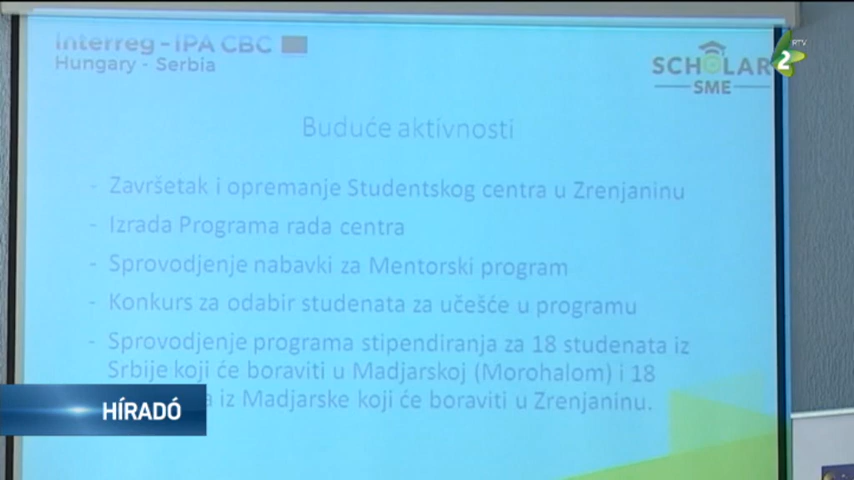 Interreg - IPA CBC
Hungary - Serbia
SCHOLAR
SME
RTV
2
Buduće aktivnosti
- Završetak i opremanje Studentskog centra u Zrenjaninu
- Izrada Programa rada centra
- Sprovodjenje nabavki za Mentorski program
- Konkurs za odabir studenata za učešće u programu
- Sprovodjenje programa stipendiranja za 18 studenata iz
Srbije koji će boraviti u Madjarskoj (Morohalom) i 18
iz Madjarske koji će boraviti u Zrenjaninu.
HÍRADÓ